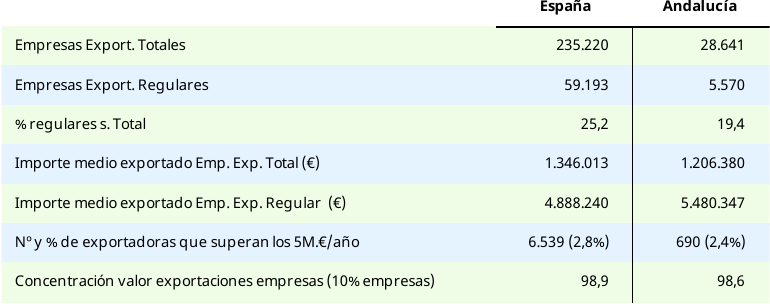 España Andalucía
Empresas Export. Totales 235.220 28.641
Empresas Export. Regulares 59.193 5.570
% regulares s. Total 25,2 19,4
Importe medio exportado Emp. Exp. Total (€) 1.346.013 1.206.380
Importe medio exportado Emp. Exp. Regular (€) 4.888.240 5.480.347
Nº y % de exportadoras que superan los 5M.€/año 6.539 (2,8%) 690 (2,4%)
Concentración valor exportaciones empresas (10% empresas) 98,9 98,6